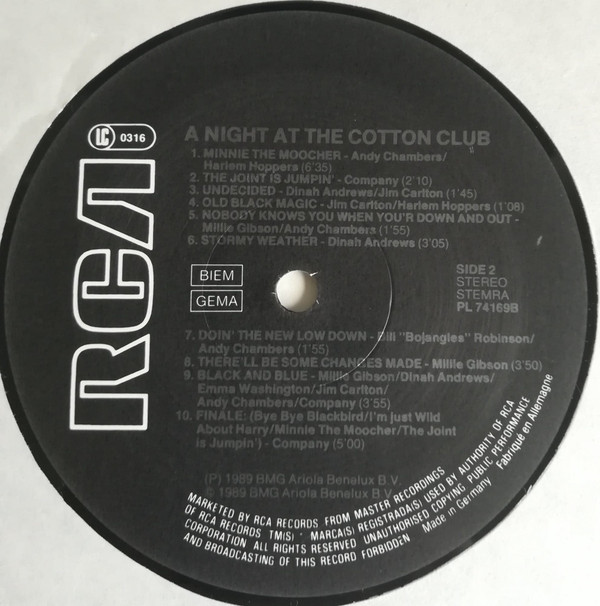 RCA
LC 0316
A NIGHT AT THE COTTON CLUB
1. MINNIE THE MOOCHER - Andy Chambers/
Harlem Hoppers (6'35)
2. THE JOINT IS JUMPIN' - Company (2'10)
3. UNDECIDED - Dinah Andrews/Jim Carlton (1'45)
4. OLD BLACK MAGIC - Jim Carlton/Harlem Hoppers (1'08)
5. NOBODY KNOWS YOU WHEN YOU'R DOWN AND OUT -
Millie Gibson/Andy Chambers (1'55)
6. STORMY WEATHER - Dinah Andrews (3'05)
BIEM
GEMA
SIDE 2
STEREO
STEMRA
PL 74169B
7. DOIN' THE NEW LOW DOWN - Bill "Bojangles" Robinson/
Andy Chambers (1'55)
8. THERE'LL BE SOME CHANGES MADE - Millie Gibson (3'50)
9. BLACK AND BLUE - Millie Gibson/Dinah Andrews/
Emma Washington/Jim Carlton/
Andy Chambers/Company (3'55)
10. FINALE: (Bye Bye Blackbird/I'm just Wild
About Harry/Minnie The Moocher/The Joint
is Jumpin') - Company (5'00)
(P) 1989 BMG Ariola Benelux B.V.
© 1989 BMG Ariola Benelux B.V.
MARKETED BY RCA RECORDS FROM MASTER RECORDINGS
OF RCA RECORDS TM(S) ® MARCA(S) REGISTRADA(S) USED BY AUTHORITY OF RCA
CORPORATION ALL RIGHTS RESERVED UNAUTHORISED COPYING PUBLIC PERFORMANCE
AND BROADCASTING OF THIS RECORD FORBIDDEN Made in Germany Fabriqué en Allemagne